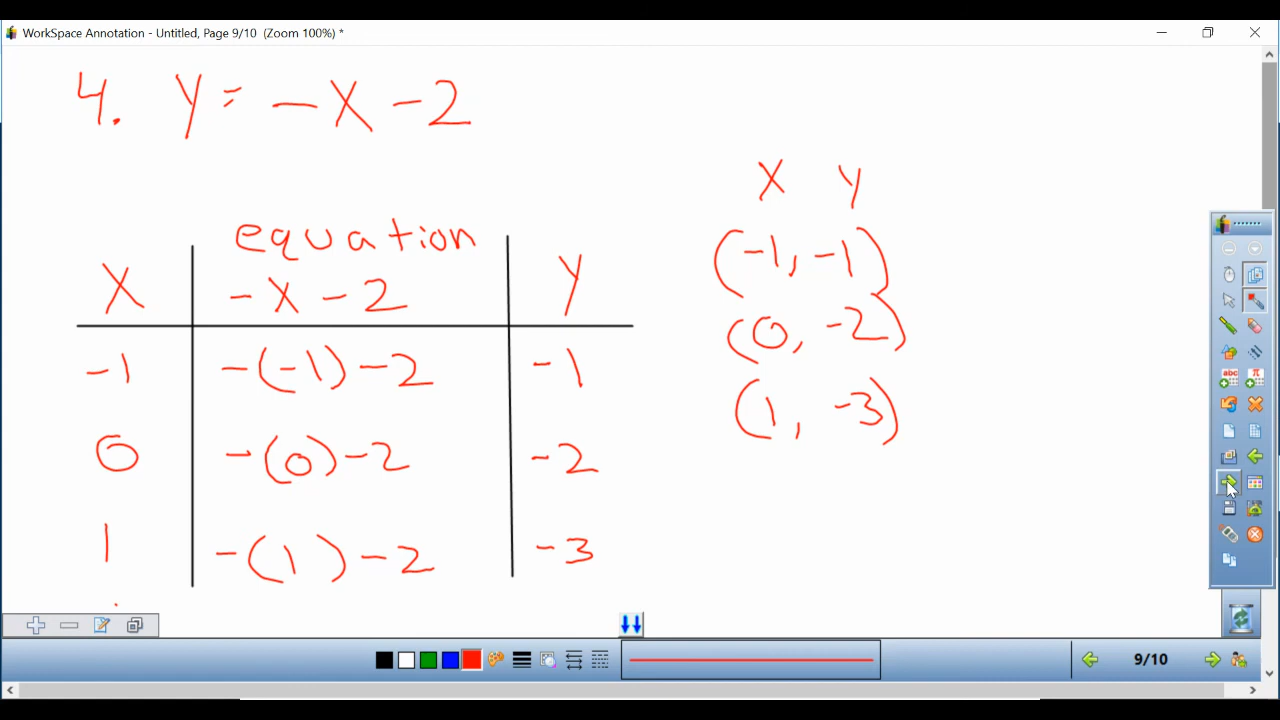 WorkSpace Annotation - Untitled, Page 9/10 (Zoom 100%) *
4. y = -x - 2
x y
(-1, -1)
(0, -2)
(1, -3)
equation
x -x - 2 y
-1 -(-1) - 2 -1
0 -(0) - 2 -2
1 -(1) - 2 -3
abc π
9/10